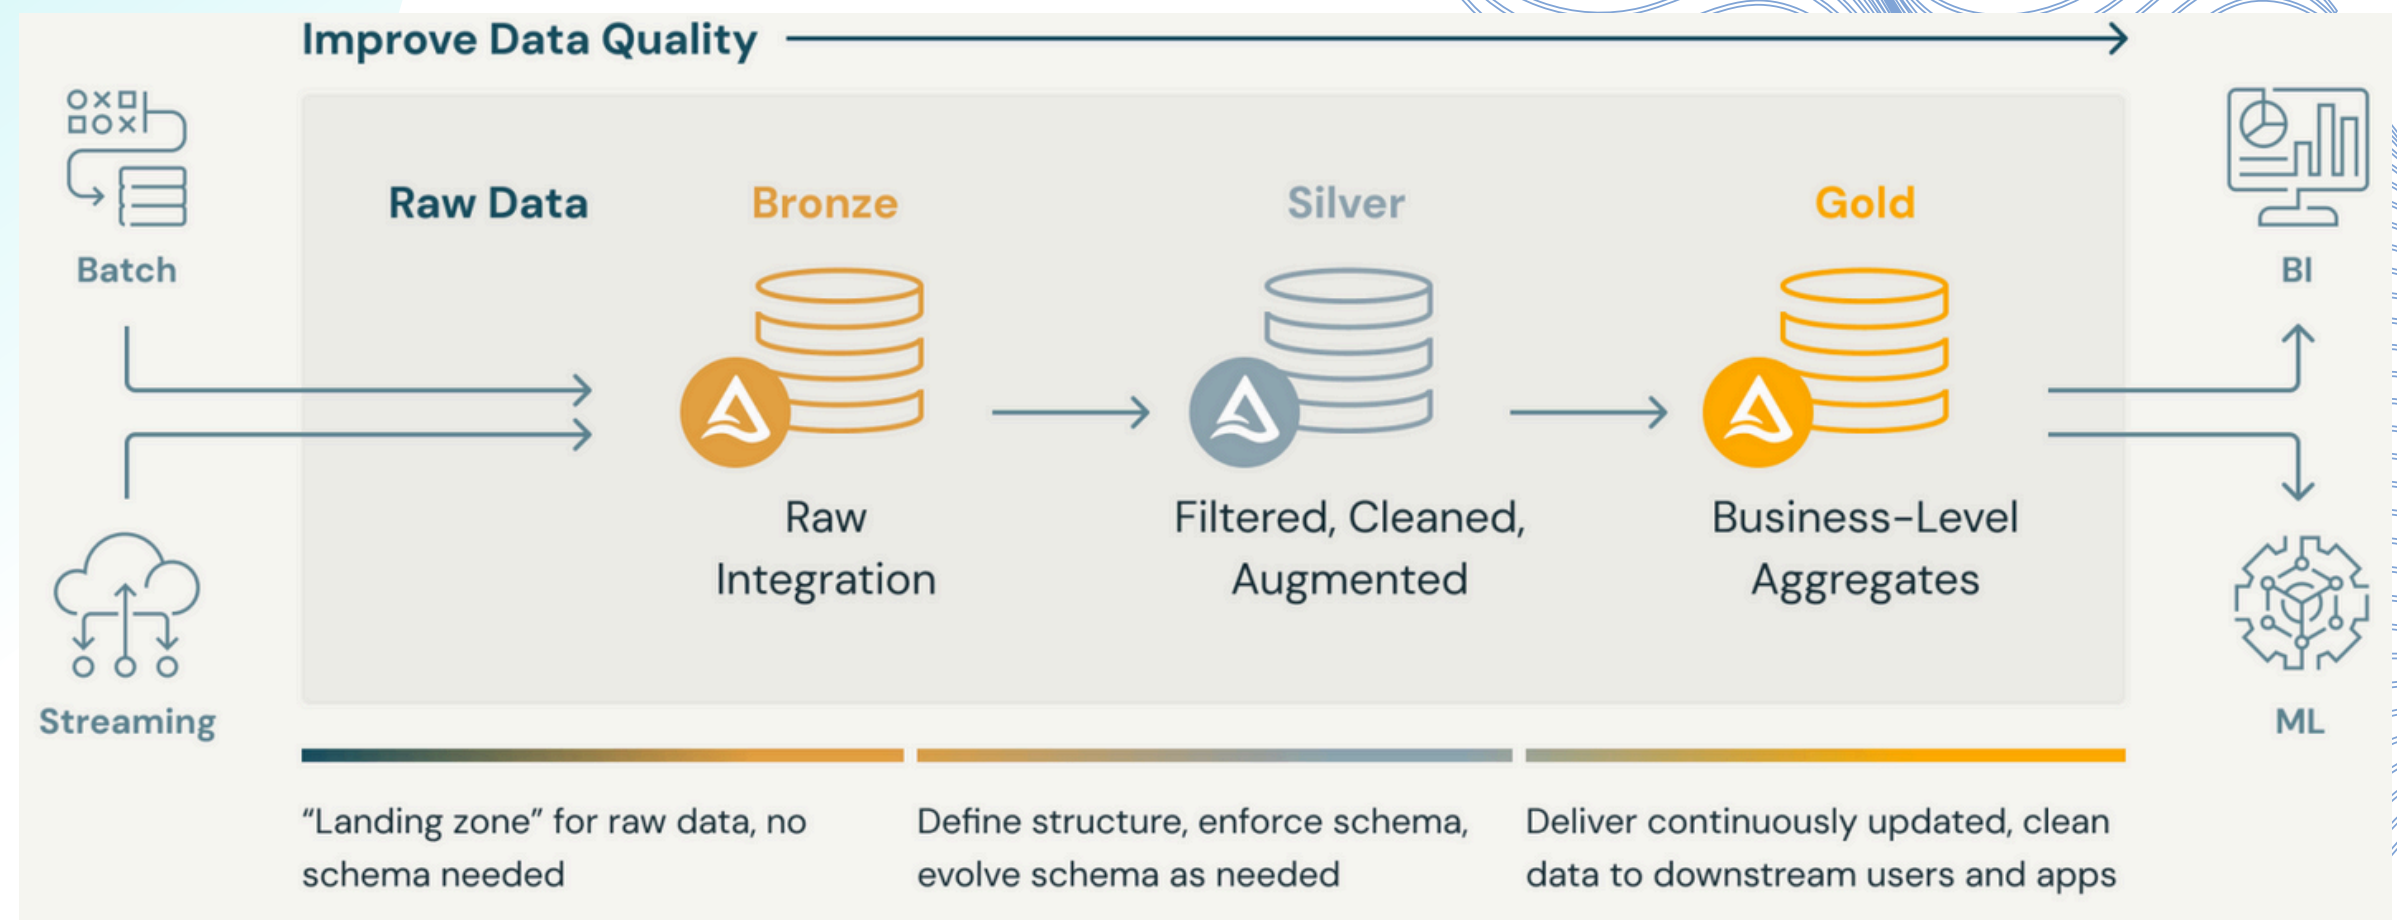 Improve Data Quality
Batch
Streaming
Raw Data
Bronze
Raw
Integration
Silver
Filtered, Cleaned,
Augmented
Gold
Business-Level
Aggregates
BI
ML
“Landing zone” for raw data, no
schema needed
Define structure, enforce schema,
evolve schema as needed
Deliver continuously updated, clean
data to downstream users and apps